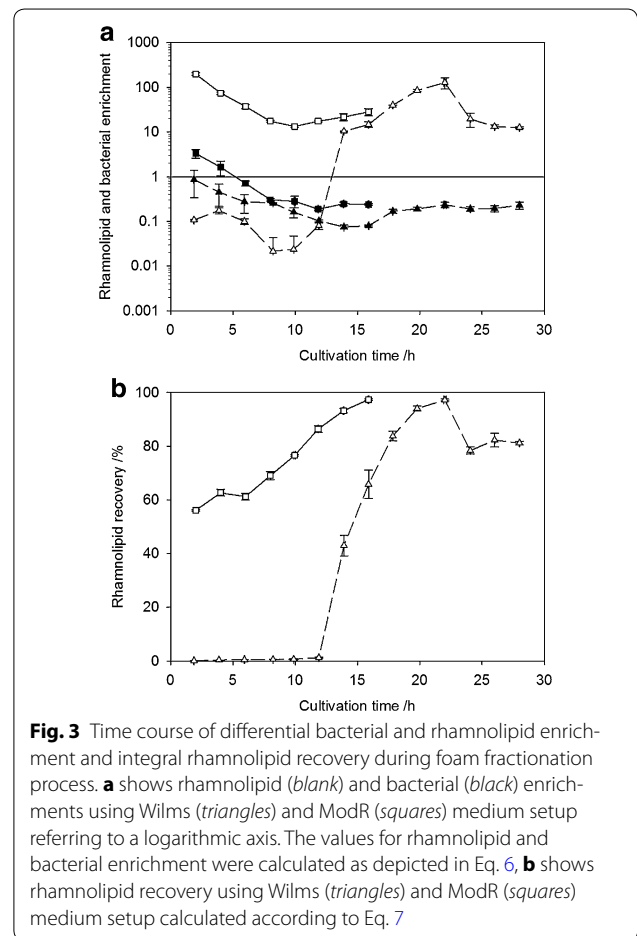 a
1000
100
10
1
0.1
0.01
0.001
Rhamnolipid and bacterial enrichment
0 5 10 15 20 25 30
Cultivation time /h
b
100
80
60
40
20
0
Rhamnolipid recovery /%
0 5 10 15 20 25 30
Cultivation time /h
Fig. 3 Time course of differential bacterial and rhamnolipid enrich-
ment and integral rhamnolipid recovery during foam fractionation
process. a shows rhamnolipid (blank) and bacterial (black) enrich-
ments using Wilms (triangles) and ModR (squares) medium setup
referring to a logarithmic axis. The values for rhamnolipid and
bacterial enrichment were calculated as depicted in Eq. 6, b shows
rhamnolipid recovery using Wilms (triangles) and ModR (squares)
medium setup calculated according to Eq. 7